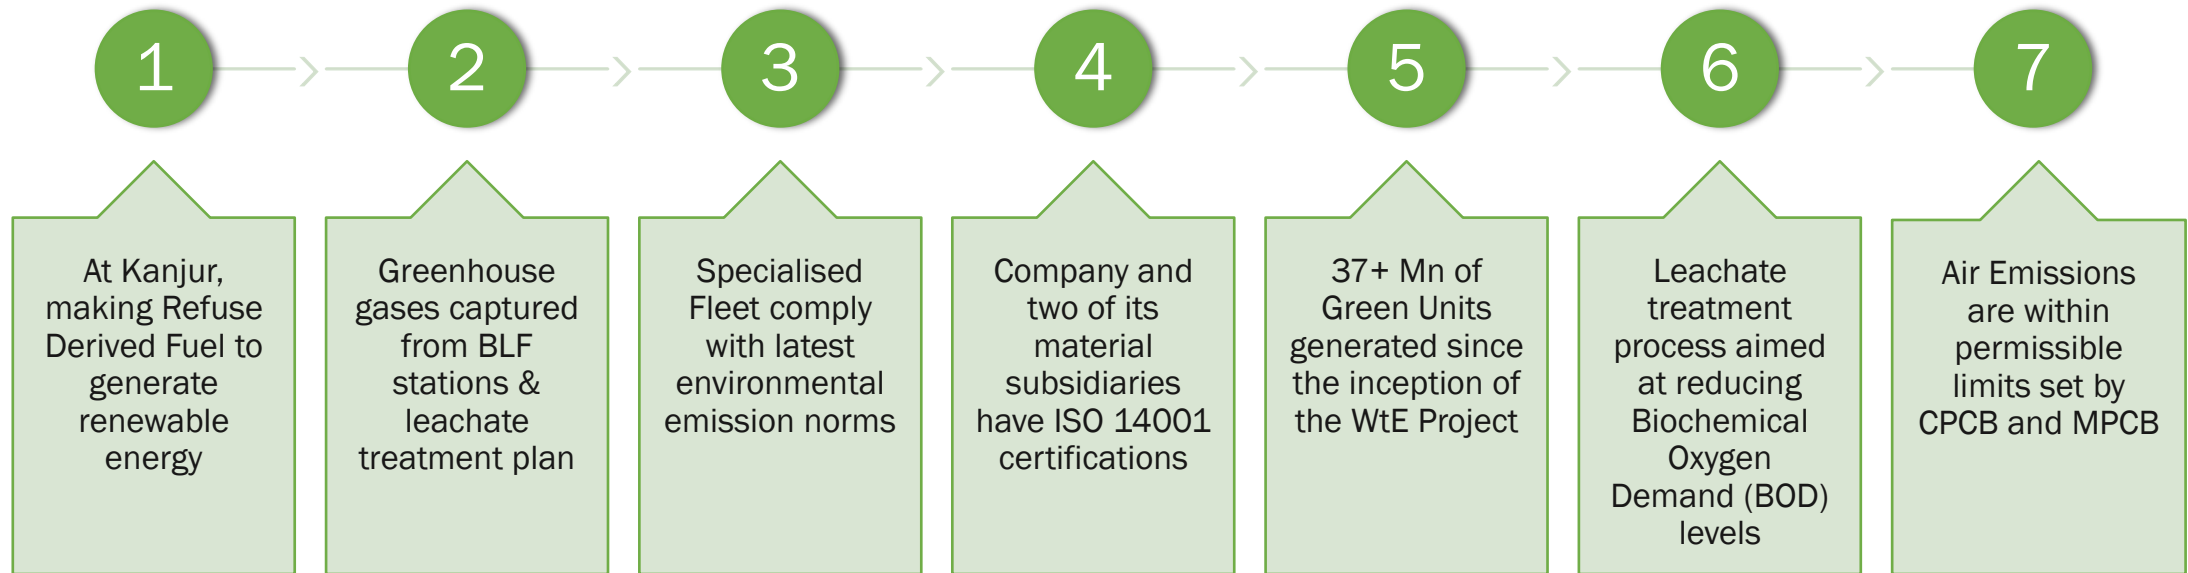 1
2
3
4
5
6
7
At Kanjur,
making Refuse
Derived Fuel to
generate
renewable
energy
Greenhouse
gases captured
from BLF
stations &
leachate
treatment plan
Specialised
Fleet comply
with latest
environmental
emission norms
Company and
two of its
material
subsidiaries
have ISO 14001
certifications
37+ Mn of
Green Units
generated since
the inception of
the WtE Project
Leachate
treatment
process aimed
at reducing
Biochemical
Oxygen
Demand (BOD)
levels
Air Emissions
are within
permissible
limits set by
CPCB and MPCB